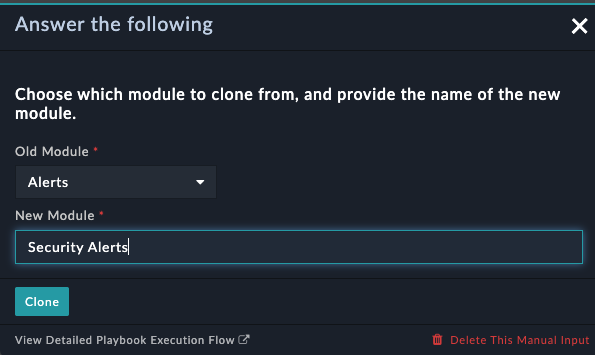 Answer the following
Choose which module to clone from, and provide the name of the new
module.
Old Module *
Alerts
New Module *
Security Alerts
Clone
View Detailed Playbook Execution Flow
Delete This Manual Input